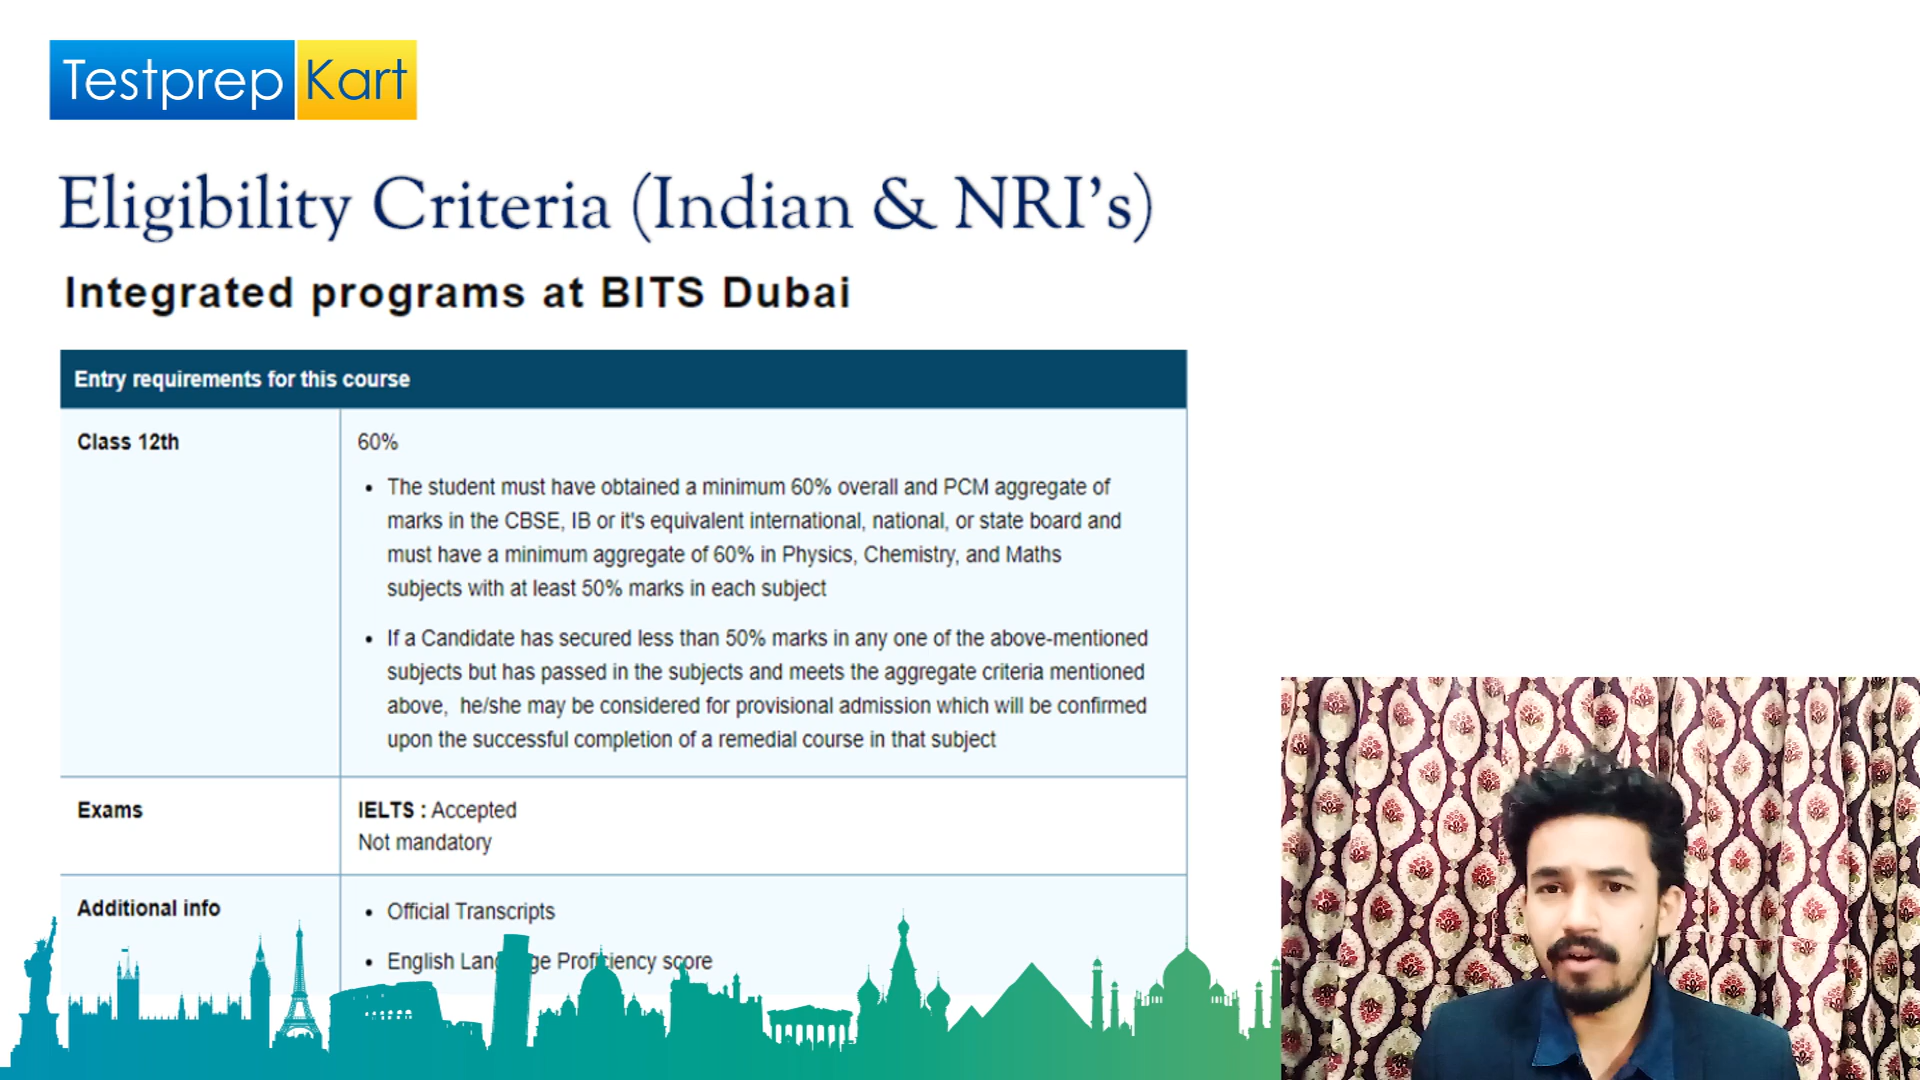 Testprep Kart
Eligibility Criteria (Indian & NRI's)
Integrated programs at BITS Dubai
Entry requirements for this course
Class 12th
60%
• The student must have obtained a minimum 60% overall and PCM aggregate of
marks in the CBSE, IB or it's equivalent international, national, or state board and
must have a minimum aggregate of 60% in Physics, Chemistry, and Maths
subjects with at least 50% marks in each subject
• If a Candidate has secured less than 50% marks in any one of the above-mentioned
subjects but has passed in the subjects and meets the aggregate criteria mentioned
above, he/she may be considered for provisional admission which will be confirmed
upon the successful completion of a remedial course in that subject
Exams
IELTS : Accepted
Not mandatory
Additional info
• Official Transcripts
• English Language Proficiency score